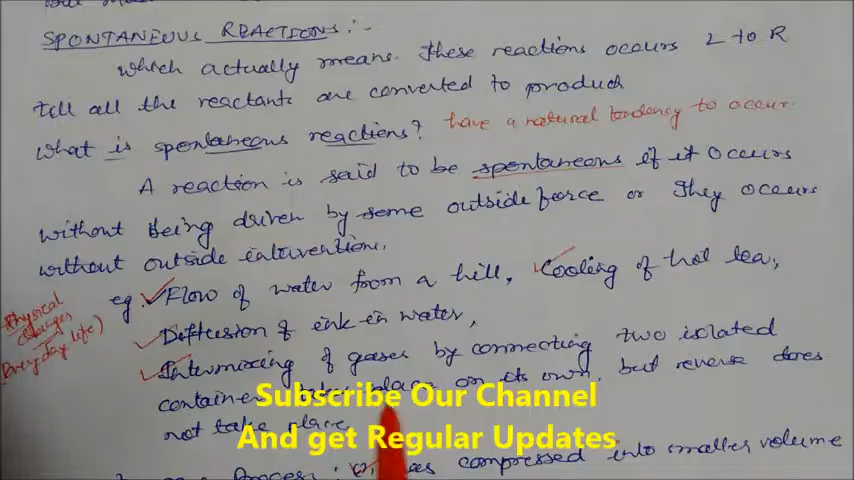 SPONTANEOUS REACTIONS :-
which actually means. These reactions occurs L to R
till all the reactants are converted to product
What is spontaneous reactions? have a natural tendency to occur.
A reaction is said to be spontaneous if it occurs
without being driven by some outside force or They occurs
without outside intervention.
eg: Flow of water from a hill, Cooling of hot tea,
Physical changes
(Everyday life)
Diffusion of ink in water,
Intermixing of gases by connecting two isolated
container place on its own, but reverse does
not take place
Subscribe Our Channel
And get Regular Updates
Process: compressed into smaller volume